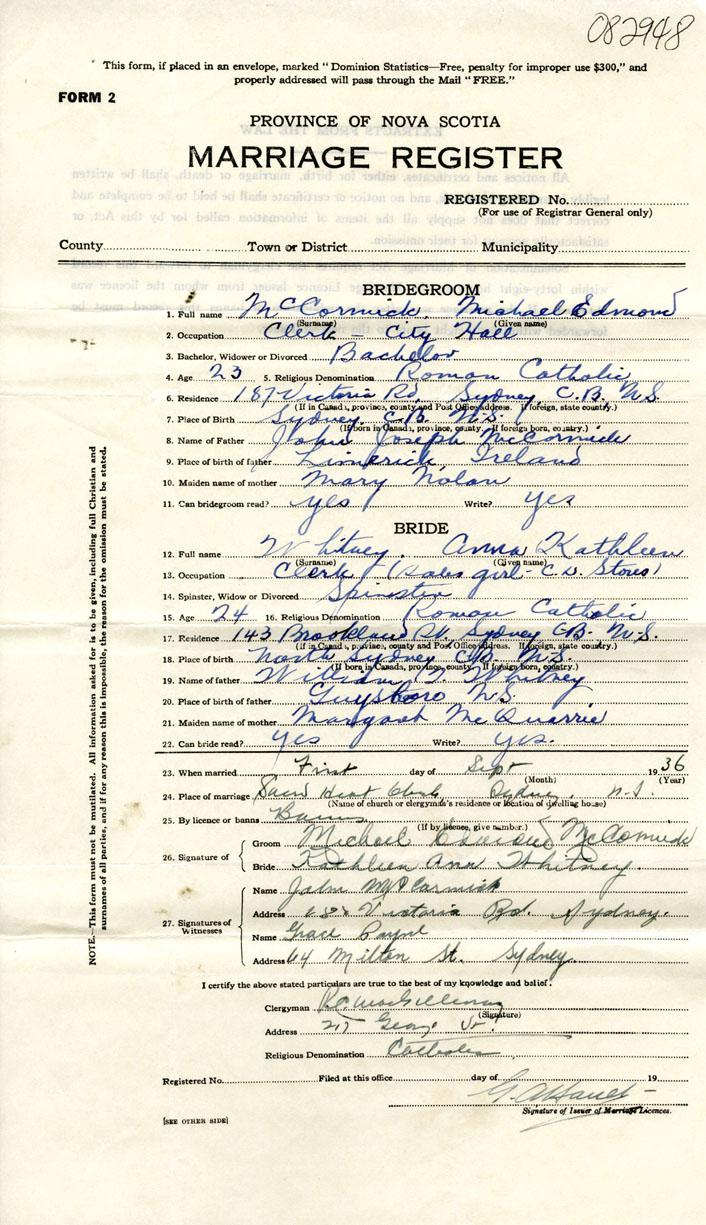 082948
This form, if placed in an envelope, marked "Dominion Statistics—Free, penalty for improper use $300," and
properly addressed will pass through the Mail "FREE."
FORM 2
PROVINCE OF NOVA SCOTIA
MARRIAGE REGISTER
REGISTERED No.
(For use of Registrar General only)
County Town or District Municipality
BRIDEGROOM
1. Full name McCormick, Michael Edmond
(Surname) (Given name)
2. Occupation Clerk - City Hall
3. Bachelor, Widower or Divorced Bachelor
4. Age 23 5. Religious Denomination Roman Catholic
6. Residence 187 Victoria Rd, Sydney, C.B. N.S.
(If in Canada, province, county and Post Office address. If foreign, state country.)
7. Place of Birth Sydney, C.B. N.S.
(If born in Canada, province, county. If foreign born, country.)
8. Name of Father John Joseph McCormick
9. Place of birth of father Limerick, Ireland
10. Maiden name of mother Mary Nolan
11. Can bridegroom read? yes Write? yes
BRIDE
12. Full name Whitney, Anna Kathleen
(Surname) (Given name)
13. Occupation Clerk (Sales girl - C.D. Stores)
14. Spinster, Widow or Divorced Spinster
15. Age 24 16. Religious Denomination Roman Catholic
17. Residence 143 Brookland St. Sydney C.B. N.S.
(If in Canada, province, county and Post Office address. If foreign, state country.)
18. Place of birth North Sydney C.B. N.S.
(If born in Canada, province, county. If foreign born, country.)
19. Name of father William Whitney
20. Place of birth of father Guysboro N.S.
21. Maiden name of mother Margaret McQuarrie
22. Can bride read? yes Write? yes.
23. When married First day of Sept 1936
(Month) (Year)
24. Place of marriage Sacred Heart Church Sydney, N.S.
(Name of church or clergyman's residence or location of dwelling house)
25. By licence or banns Banns
(If by licence, give number.)
26. Signature of
Groom Michael Edmond McCormick
Bride Kathleen Ann Whitney.
27. Signatures of Witnesses
Name John McCormick
Address Victoria Rd. Sydney.
Name Grace Payne
Address 64 Milton St. Sydney
I certify the above stated particulars are true to the best of my knowledge and belief.
Clergyman
(Signature)
Address George St.
Religious Denomination Catholic
Registered No. Filed at this office day of 19
Signature of Issuer of Marriage Licences.
[SEE OTHER SIDE]
NOTE.—This form must not be mutilated. All information asked for is to be given, including full Christian and
surnames of all parties, and if for any reason this is impossible, the reason for the omission must be stated.